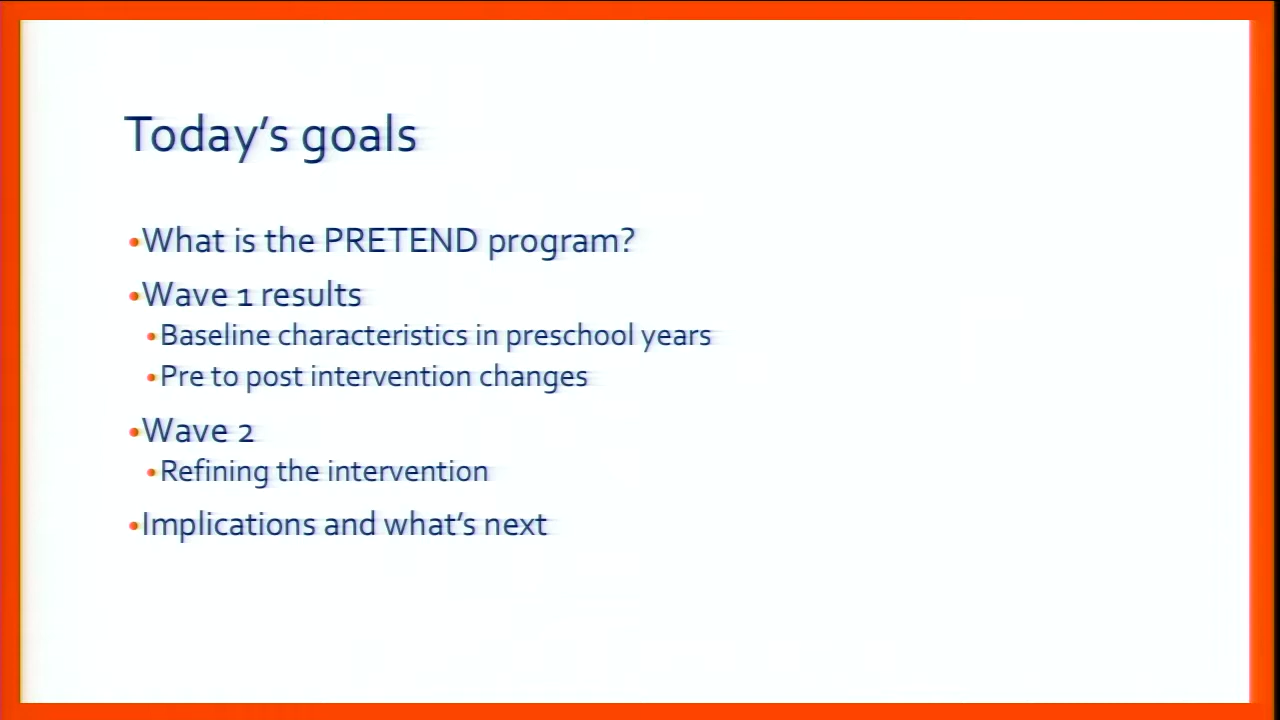 Today’s goals
•What is the PRETEND program?
•Wave 1 results
•Baseline characteristics in preschool years
•Pre to post intervention changes
•Wave 2
•Refining the intervention
•Implications and what’s next